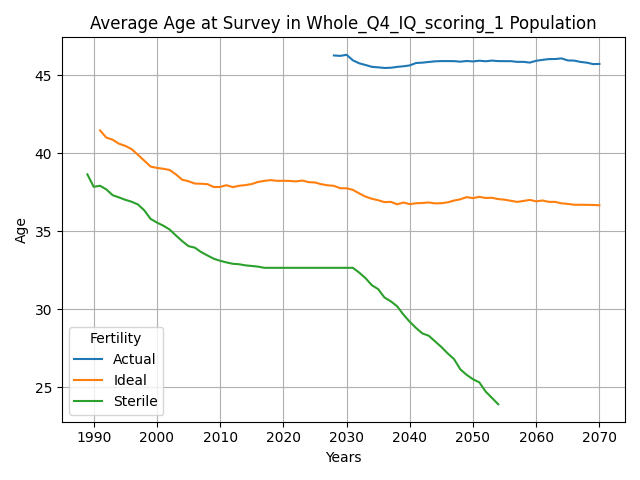 Average Age at Survey in Whole_Q4_IQ_scoring_1 Population
45
40
35
30
25
Age
Fertility
Actual
Ideal
Sterile
1990 2000 2010 2020 2030 2040 2050 2060 2070
Years